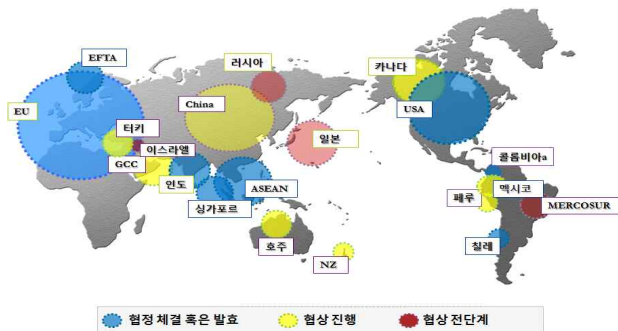 EFTA
러시아
카나다
EU
China
USA
터키
일본
이스라엘
콜롬비아a
GCC
인도
ASEAN
멕시코
페루
싱가포르
MERCOSUR
호주
칠레
NZ
협정 체결 혹은 발효
협상 진행
협상 전단계